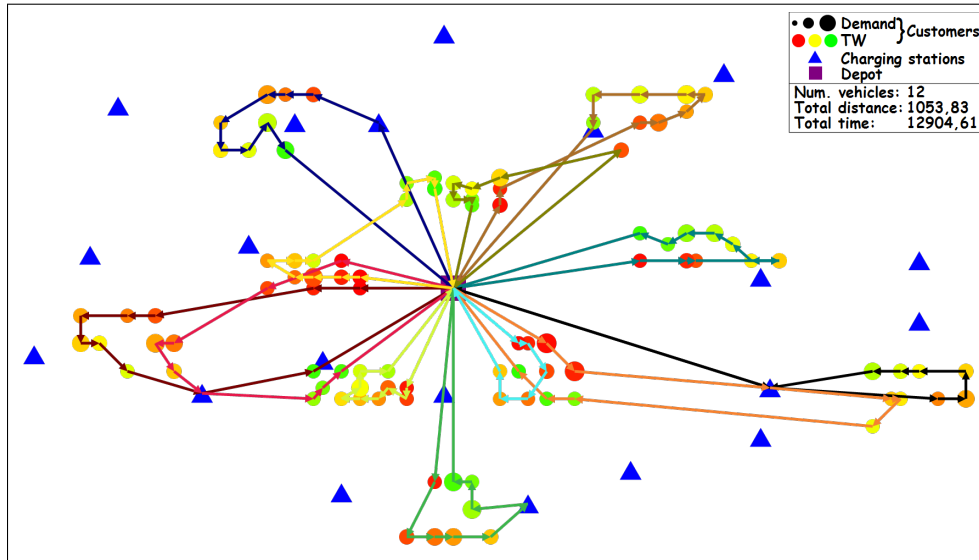 Demand
TW
} Customers
Charging stations
Depot
Num. vehicles: 12
Total distance: 1053,83
Total time: 12904,61